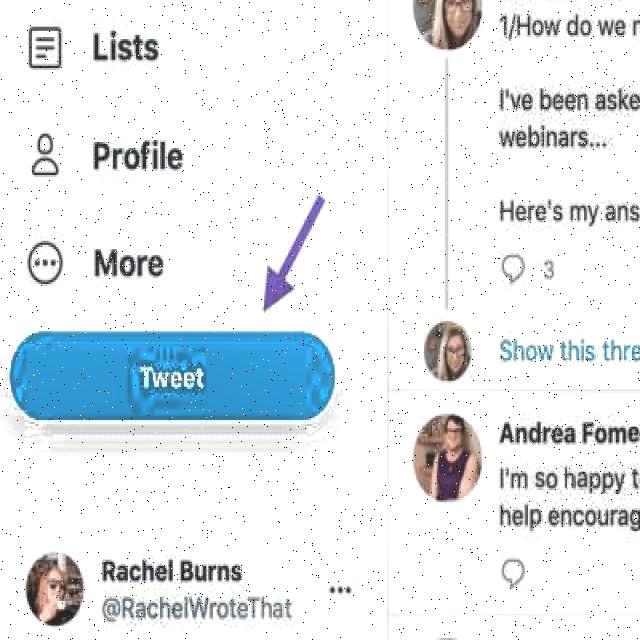 Lists
Profile
More
Tweet
Rachel Burns
@RachelWroteThat
1/How do we
I've been aske
webinars...
Here's my ans
3
Show this thre
Andrea Fome
I'm so happy t
help encourag